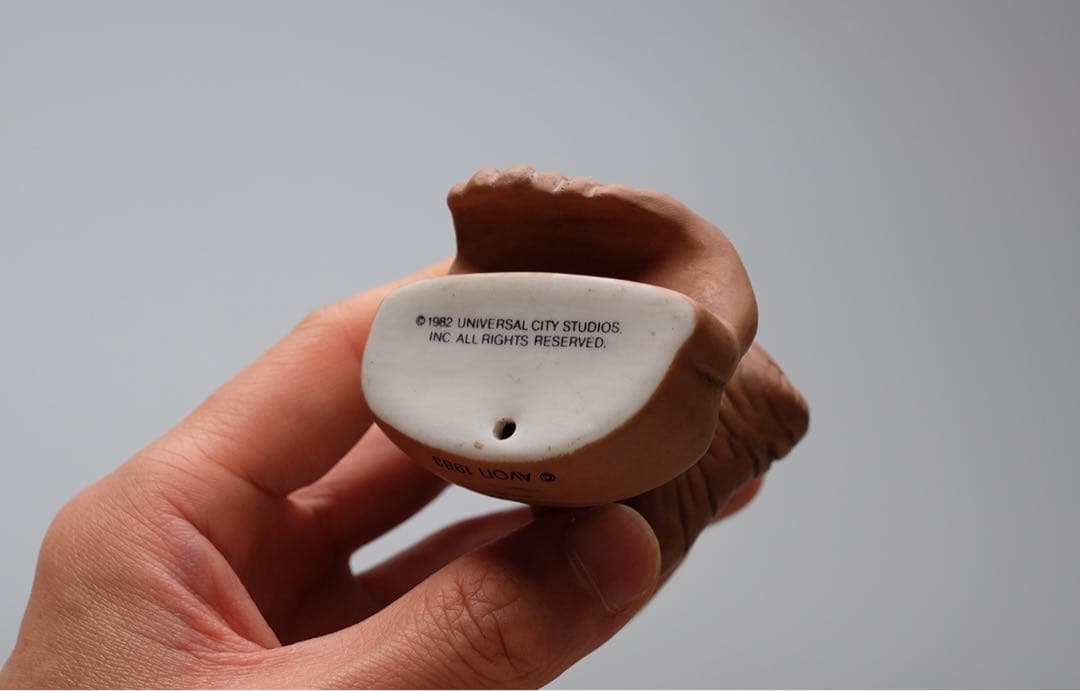 ©1982 UNIVERSAL CITY STUDIOS,
INC. ALL RIGHTS RESERVED.
© AVON 1983